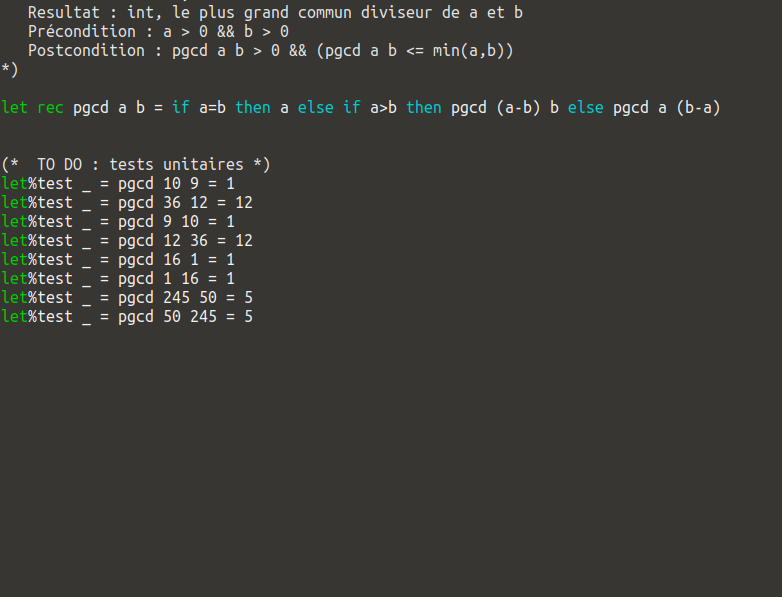 Resultat : int, le plus grand commun diviseur de a et b
Précondition : a > 0 && b > 0
Postcondition : pgcd a b > 0 && (pgcd a b <= min(a,b))
*)
let rec pgcd a b = if a=b then a else if a>b then pgcd (a-b) b else pgcd a (b-a)
(*  TO DO : tests unitaires *)
let%test _ = pgcd 10 9 = 1
let%test _ = pgcd 36 12 = 12
let%test _ = pgcd 9 10 = 1
let%test _ = pgcd 12 36 = 12
let%test _ = pgcd 16 1 = 1
let%test _ = pgcd 1 16 = 1
let%test _ = pgcd 245 50 = 5
let%test _ = pgcd 50 245 = 5